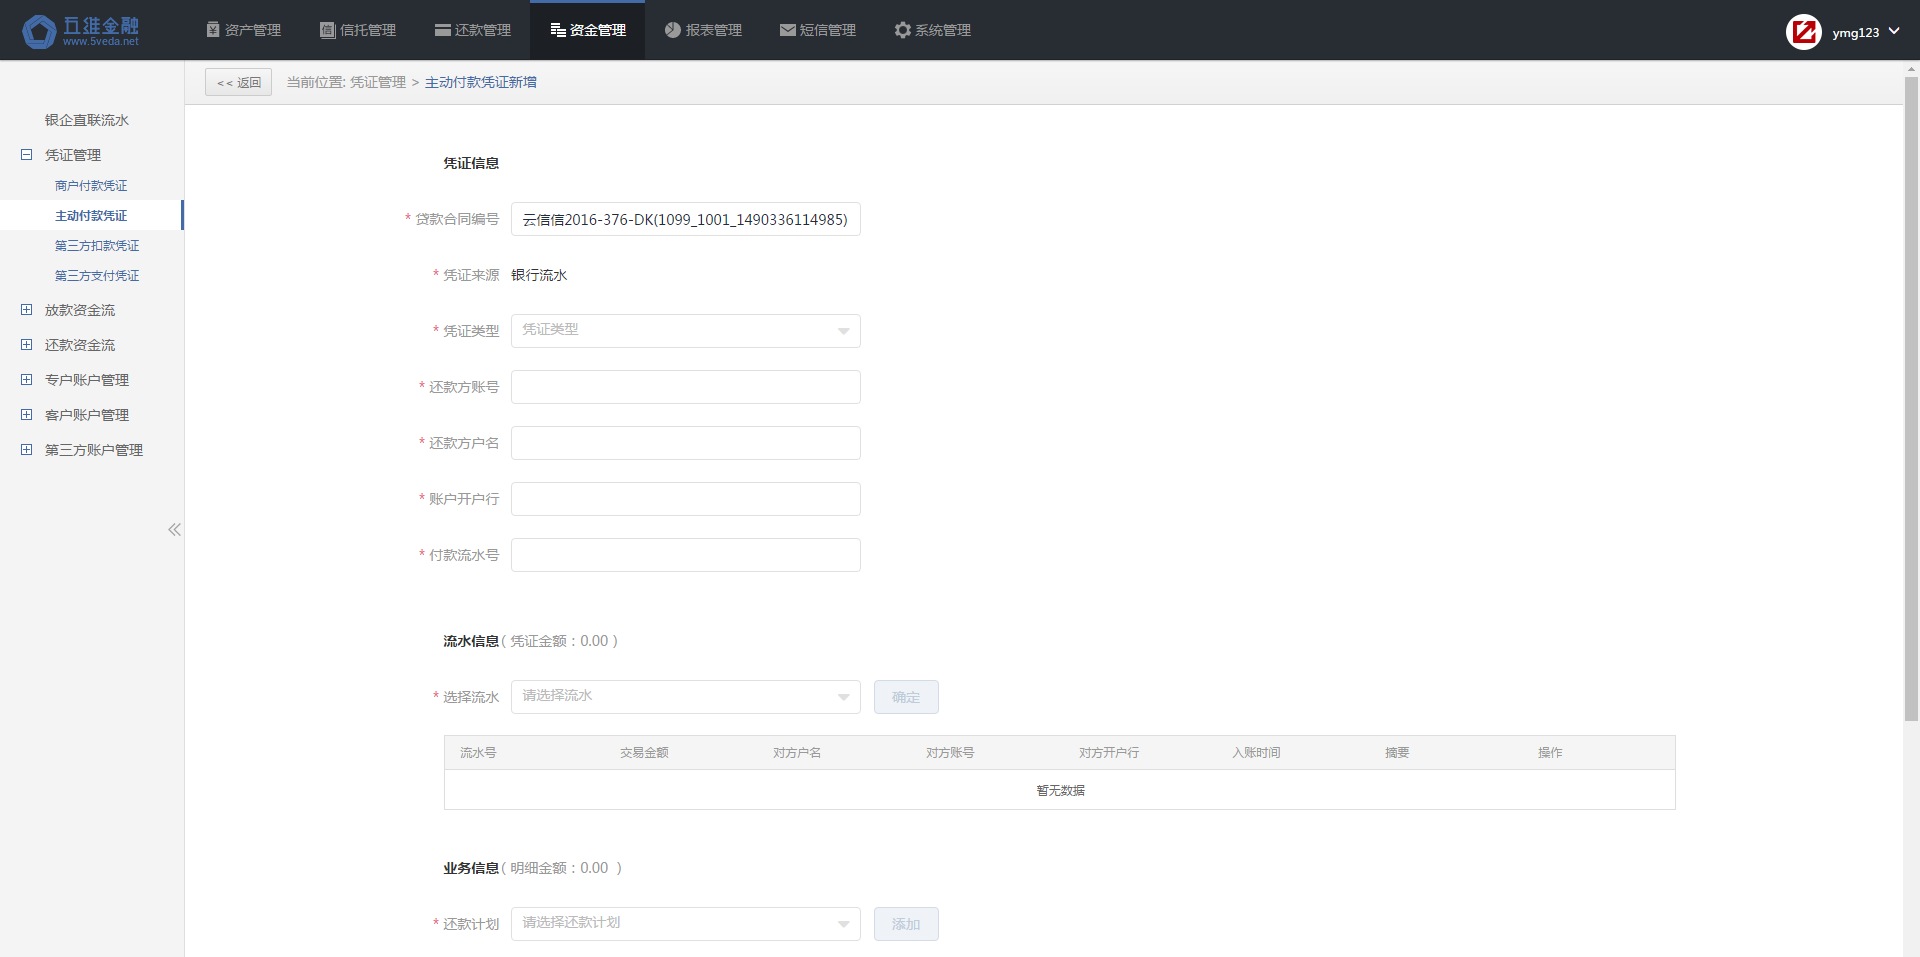 五维金融
www.5veda.net
资产管理
信托管理
还款管理
资金管理
报表管理
短信管理
系统管理
ymg123
<< 返回
当前位置: 凭证管理 > 主动付款凭证新增
银企直联流水
凭证管理
商户付款凭证
主动付款凭证
第三方扣款凭证
第三方支付凭证
放款资金流
还款资金流
专户账户管理
客户账户管理
第三方账户管理
凭证信息
* 贷款合同编号 云信信2016-376-DK(1099_1001_1490336114985)
* 凭证来源 银行流水
* 凭证类型 凭证类型
* 还款方账号
* 还款方户名
* 账户开户行
* 付款流水号
流水信息( 凭证金额：0.00 )
* 选择流水 请选择流水 确定
流水号 交易金额 对方户名 对方账号 对方开户行 入账时间 摘要 操作
暂无数据
业务信息( 明细金额：0.00 )
* 还款计划 请选择还款计划 添加